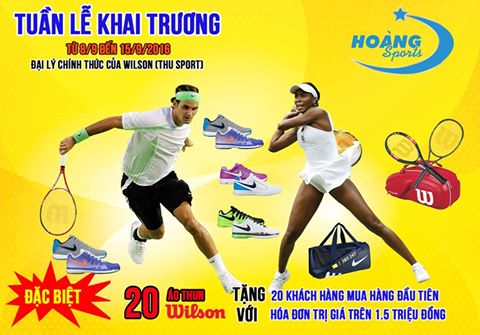 TUẦN LỄ KHAI TRƯƠNG
TỪ 8/9 ĐẾN 15/9/2016
ĐẠI LÝ CHÍNH THỨC CỦA WILSON (THU SPORT)
HOÀNG
Sports
W
ĐẶC BIỆT
20 ÁO THUN Wilson TẶNG VỚI
20 KHÁCH HÀNG MUA HÀNG ĐẦU TIÊN
HÓA ĐƠN TRỊ GIÁ TRÊN 1.5 TRIỆU ĐỒNG